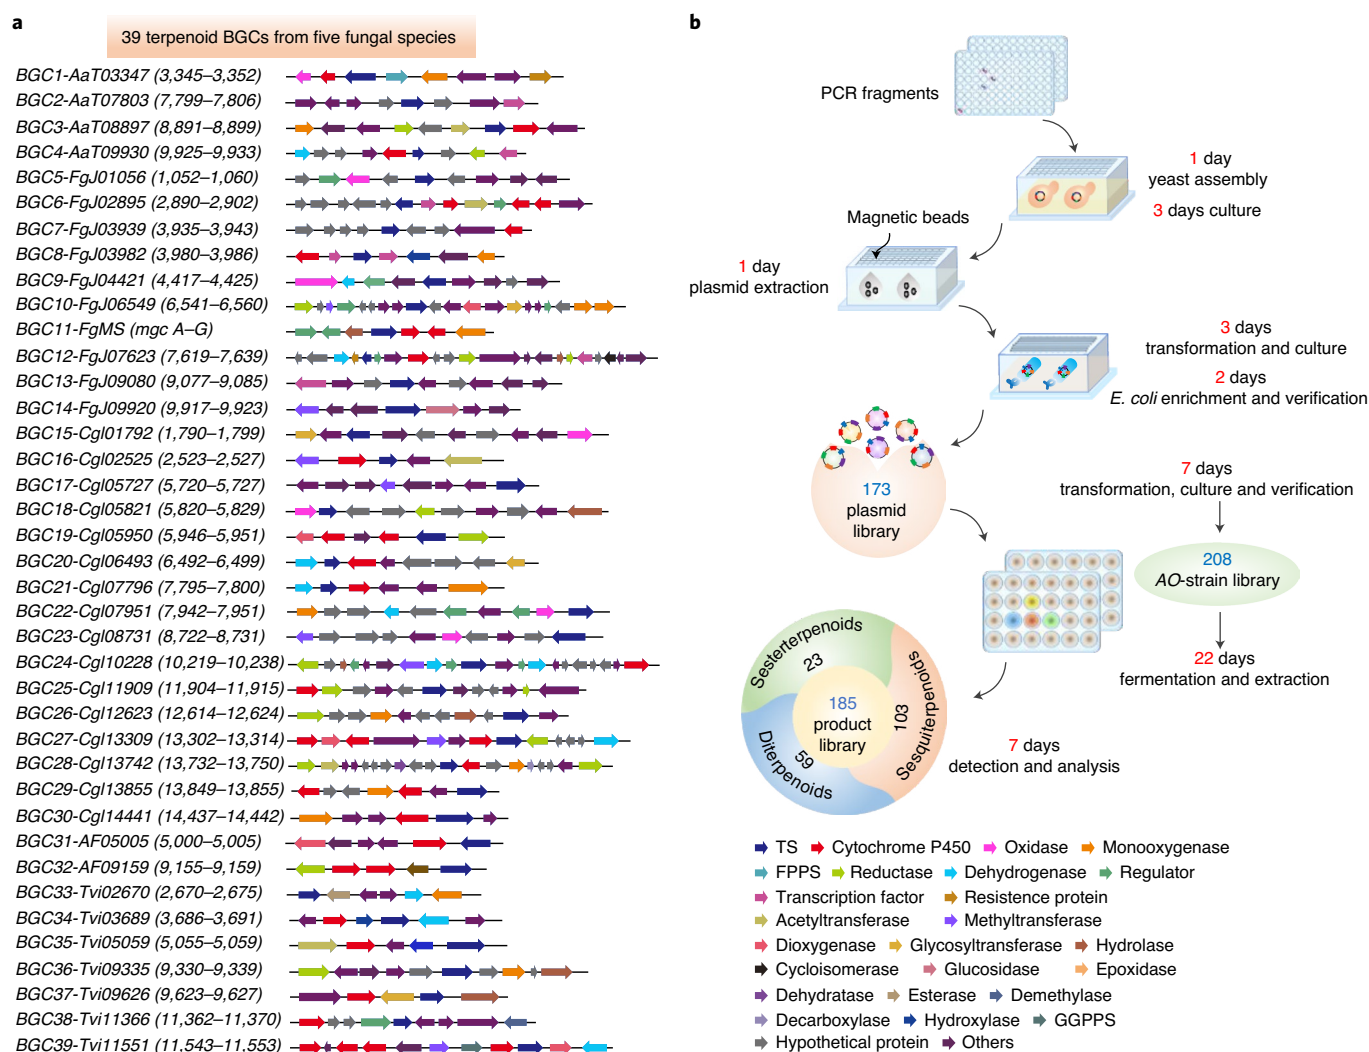 a
39 terpenoid BGCs from five fungal species
BGC1-AaT03347 (3,345–3,352)
BGC2-AaT07803 (7,799–7,806)
BGC3-AaT08897 (8,891–8,899)
BGC4-AaT09930 (9,925–9,933)
BGC5-FgJ01056 (1,052–1,060)
BGC6-FgJ02895 (2,890–2,902)
BGC7-FgJ03939 (3,935–3,943)
BGC8-FgJ03982 (3,980–3,986)
BGC9-FgJ04421 (4,417–4,425)
BGC10-FgJ06549 (6,541–6,560)
BGC11-FgMS (mgc A–G)
BGC12-FgJ07623 (7,619–7,639)
BGC13-FgJ09080 (9,077–9,085)
BGC14-FgJ09920 (9,917–9,923)
BGC15-Cgl01792 (1,790–1,799)
BGC16-Cgl02525 (2,523–2,527)
BGC17-Cgl05727 (5,720–5,727)
BGC18-Cgl05821 (5,820–5,829)
BGC19-Cgl05950 (5,946–5,951)
BGC20-Cgl06493 (6,492–6,499)
BGC21-Cgl07796 (7,795–7,800)
BGC22-Cgl07951 (7,942–7,951)
BGC23-Cgl08731 (8,722–8,731)
BGC24-Cgl10228 (10,219–10,238)
BGC25-Cgl11909 (11,904–11,915)
BGC26-Cgl12623 (12,614–12,624)
BGC27-Cgl13309 (13,302–13,314)
BGC28-Cgl13742 (13,732–13,750)
BGC29-Cgl13855 (13,849–13,855)
BGC30-Cgl14441 (14,437–14,442)
BGC31-AF05005 (5,000–5,005)
BGC32-AF09159 (9,155–9,159)
BGC33-Tvi02670 (2,670–2,675)
BGC34-Tvi03689 (3,686–3,691)
BGC35-Tvi05059 (5,055–5,059)
BGC36-Tvi09335 (9,330–9,339)
BGC37-Tvi09626 (9,623–9,627)
BGC38-Tvi11366 (11,362–11,370)
BGC39-Tvi11551 (11,543–11,553)
b
PCR fragments
1 day
yeast assembly
3 days culture
Magnetic beads
1 day
plasmid extraction
3 days
transformation and culture
2 days
E. coli enrichment and verification
173
plasmid
library
7 days
transformation, culture and verification
208
AO-strain library
22 days
fermentation and extraction
7 days
detection and analysis
Sesterterpenoids
23
Sesquiterpenoids
103
Diterpenoids
59
185
product
library
TS Cytochrome P450 Oxidase Monooxygenase
FPPS Reductase Dehydrogenase Regulator
Transcription factor Resistence protein
Acetyltransferase Methyltransferase
Dioxygenase Glycosyltransferase Hydrolase
Cycloisomerase Glucosidase Epoxidase
Dehydratase Esterase Demethylase
Decarboxylase Hydroxylase GGPPS
Hypothetical protein Others